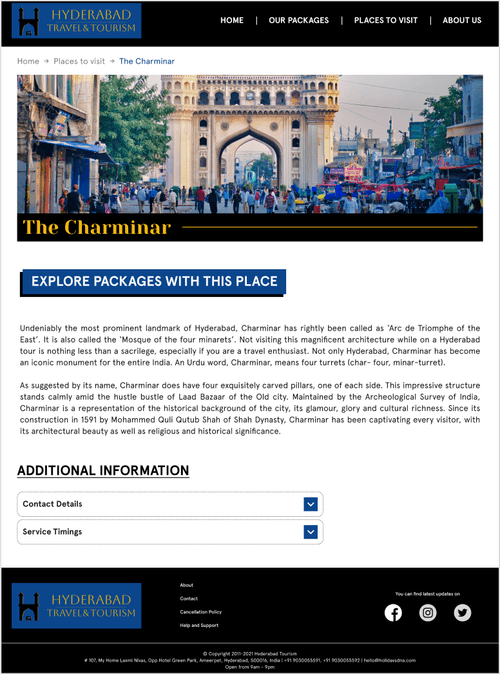 HYDERABAD
TRAVEL & TOURISM
HOME | OUR PACKAGES | PLACES TO VISIT | ABOUT US
Home → Places to visit → The Charminar
The Charminar
EXPLORE PACKAGES WITH THIS PLACE
Undeniably the most prominent landmark of Hyderabad, Charminar has rightly been called as ‘Arc de Triomphe of the
East’. It is also called the ‘Mosque of the four minarets’. Not visiting this magnificent architecture while on a Hyderabad
tour is nothing less than a sacrilege, especially if you are a travel enthusiast. Not only Hyderabad, Charminar has become
an iconic monument for the entire India. An Urdu word, Charminar, means four turrets (char- four, minar-turret).
As suggested by its name, Charminar does have four exquisitely carved pillars, one of each side. This impressive structure
stands calmly amid the hustle bustle of Laad Bazaar of the Old city. Maintained by the Archeological Survey of India,
Charminar is a representation of the historical background of the city, its glamour, glory and cultural richness. Since its
construction in 1591 by Mohammed Quli Qutub Shah of Shah Dynasty, Charminar has been captivating every visitor, with
its architectural beauty as well as religious and historical significance.
ADDITIONAL INFORMATION
Contact Details
Service Timings
HYDERABAD
TRAVEL & TOURISM
About
Contact
Cancellation Policy
Help and Support
You can find latest updates on
© Copyright 2011-2021 Hyderabad Tourism
# 107, My Home Laxmi Nivas, Opp Hotel Green Park, Ameerpet, Hyderabad, 500016, India | +91 9030055591, +91 9030055592 | hello@holidaysdna.com
Open from 9am - 9pm